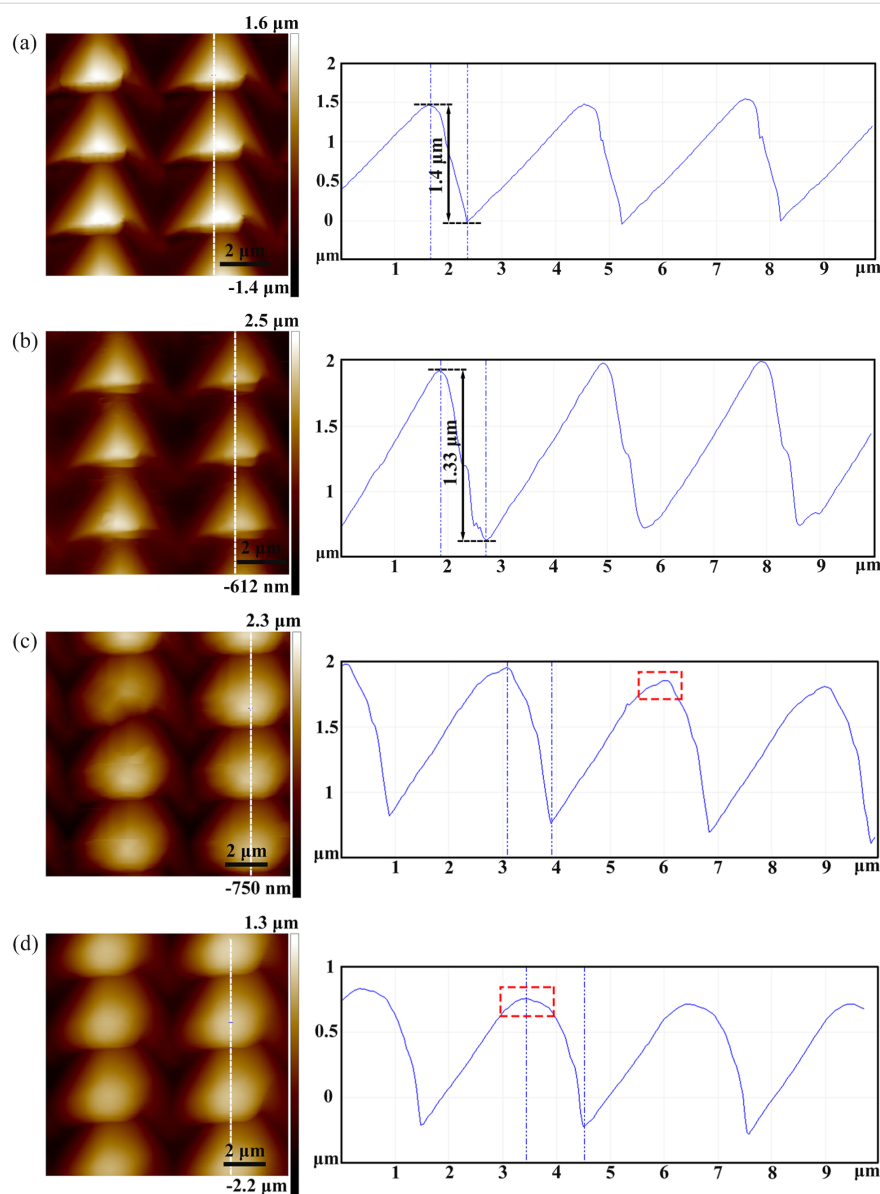 (a)
1.6 µm
2 µm
-1.4 µm
2
1.5
1
0.5
0
µm
1.4 µm
1 2 3 4 5 6 7 8 9 µm
(b)
2.5 µm
2 µm
-612 nm
2
1.5
1
µm
1.33 µm
1 2 3 4 5 6 7 8 9 µm
(c)
2.3 µm
2 µm
-750 nm
2
1.5
1
µm
1 2 3 4 5 6 7 8 9 µm
(d)
1.3 µm
2 µm
-2.2 µm
1
0.5
0
µm
1 2 3 4 5 6 7 8 9 µm